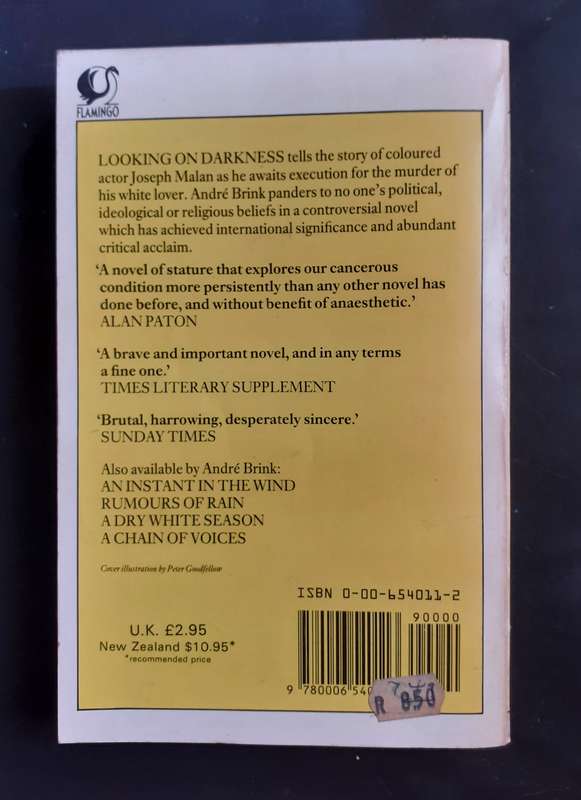 FLAMINGO
LOOKING ON DARKNESS tells the story of coloured
actor Joseph Malan as he awaits execution for the murder of
his white lover. André Brink panders to no one's political,
ideological or religious beliefs in a controversial novel
which has achieved international significance and abundant
critical acclaim.
'A novel of stature that explores our cancerous
condition more persistently than any other novel has
done before, and without benefit of anaesthetic.'
ALAN PATON
'A brave and important novel, and in any terms
a fine one.'
TIMES LITERARY SUPPLEMENT
'Brutal, harrowing, desperately sincere.'
SUNDAY TIMES
Also available by André Brink:
AN INSTANT IN THE WIND
RUMOURS OF RAIN
A DRY WHITE SEASON
A CHAIN OF VOICES
Cover illustration by Peter Goodfellow
ISBN 0-00-654011-2
90000
U.K. £2.95
New Zealand $10.95*
*recommended price
9 780006 540
R 850